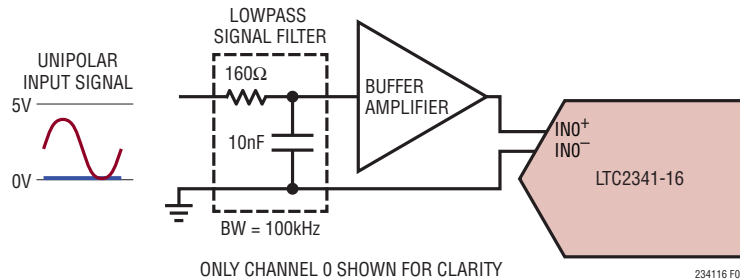 LOWPASS
SIGNAL FILTER
UNIPOLAR
INPUT SIGNAL
5V
0V
160Ω
10nF
BUFFER
AMPLIFIER
IN0+
IN0–
LTC2341-16
BW = 100kHz
ONLY CHANNEL 0 SHOWN FOR CLARITY
234116 F0